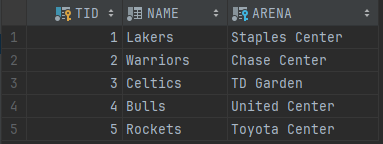 TID NAME ARENA
1 1 Lakers Staples Center
2 2 Warriors Chase Center
3 3 Celtics TD Garden
4 4 Bulls United Center
5 5 Rockets Toyota Center